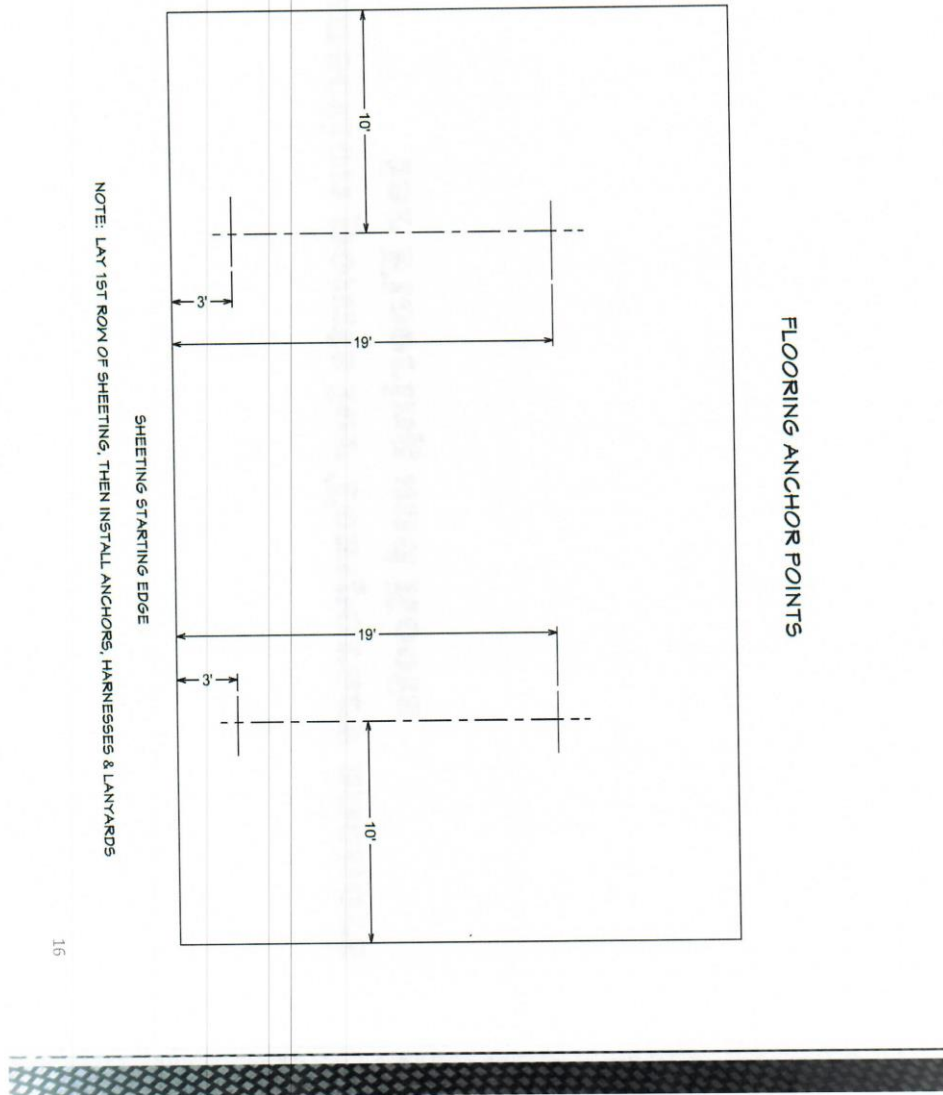 FLOORING ANCHOR POINTS
10'
3'
19'
19'
3'
10'
SHEETING STARTING EDGE
NOTE: LAY 1ST ROW OF SHEETING, THEN INSTALL ANCHORS, HARNESSES & LANYARDS
16